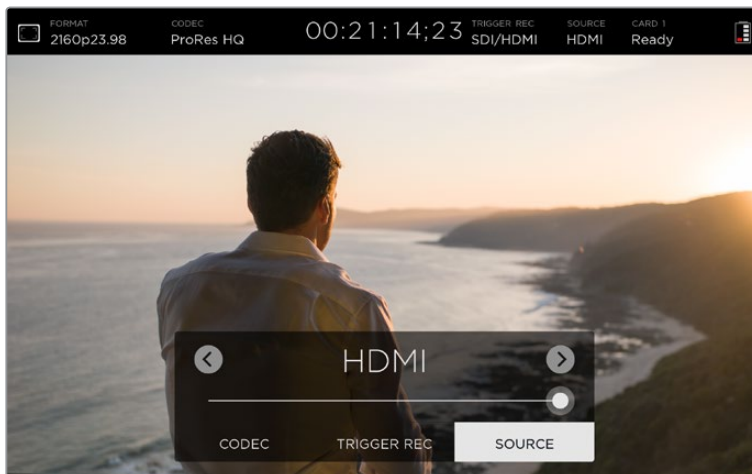 FORMAT
2160p23.98
CODEC
ProRes HQ
00:21:14;23
TRIGGER REC
SDI/HDMI
SOURCE
HDMI
CARD 1
Ready
HDMI
CODEC TRIGGER REC SOURCE